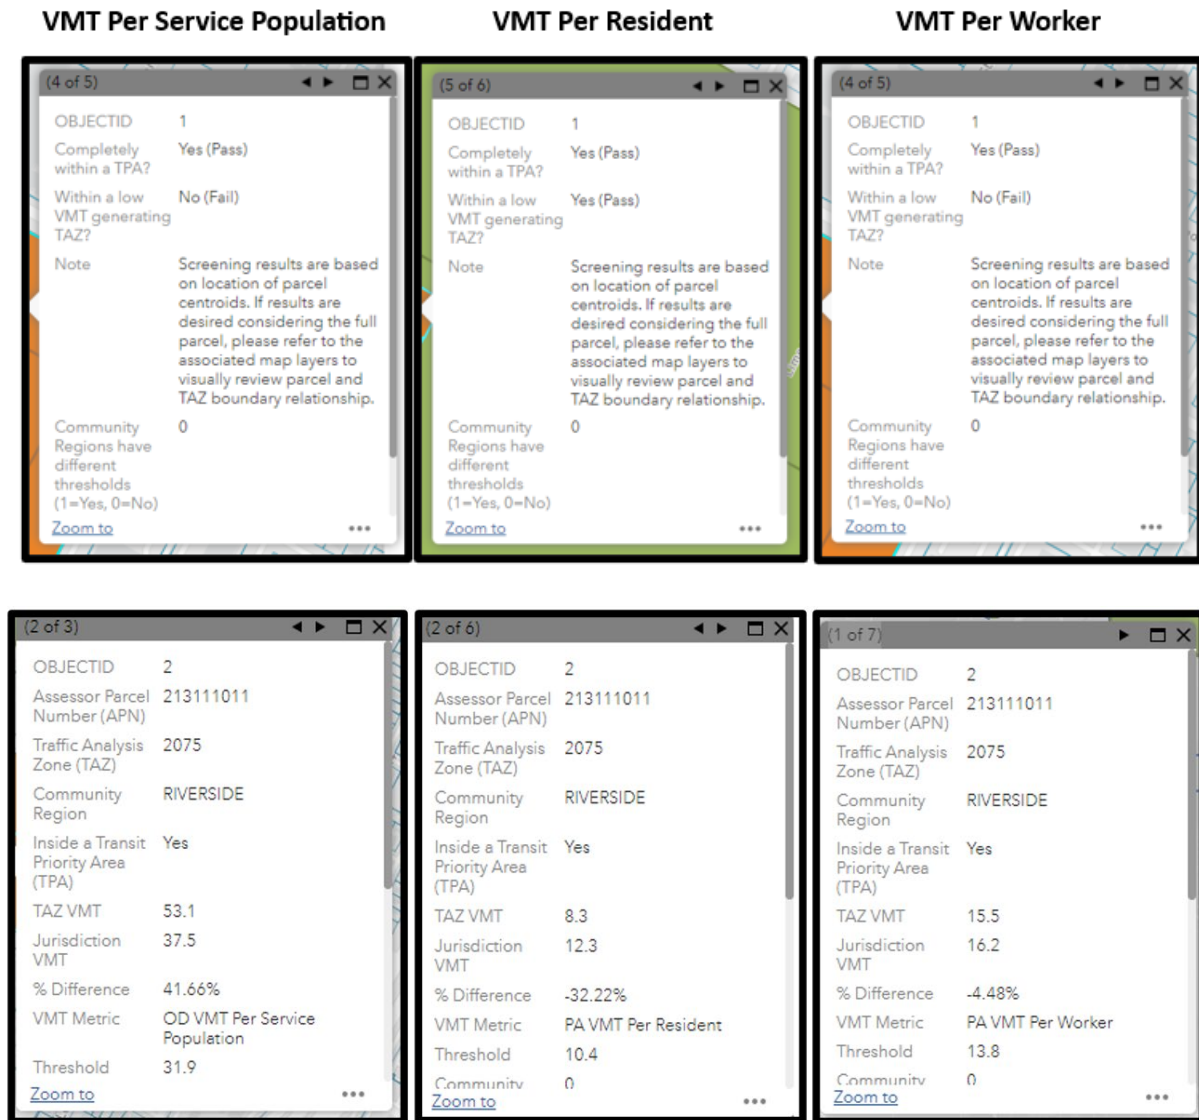 VMT Per Service Population
VMT Per Resident
VMT Per Worker
(4 of 5)
OBJECTID 1
Completely within a TPA? Yes (Pass)
Within a low VMT generating TAZ? No (Fail)
Note Screening results are based
on location of parcel
centroids. If results are
desired considering the full
parcel, please refer to the
associated map layers to
visually review parcel and
TAZ boundary relationship.
Community Regions have different thresholds (1=Yes, 0=No) 0
Zoom to
(5 of 6)
OBJECTID 1
Completely within a TPA? Yes (Pass)
Within a low VMT generating TAZ? Yes (Pass)
Note Screening results are based
on location of parcel
centroids. If results are
desired considering the full
parcel, please refer to the
associated map layers to
visually review parcel and
TAZ boundary relationship.
Community Regions have different thresholds (1=Yes, 0=No) 0
Zoom to
(4 of 5)
OBJECTID 1
Completely within a TPA? Yes (Pass)
Within a low VMT generating TAZ? No (Fail)
Note Screening results are based
on location of parcel
centroids. If results are
desired considering the full
parcel, please refer to the
associated map layers to
visually review parcel and
TAZ boundary relationship.
Community Regions have different thresholds (1=Yes, 0=No) 0
Zoom to
(2 of 3)
OBJECTID 2
Assessor Parcel Number (APN) 213111011
Traffic Analysis Zone (TAZ) 2075
Community Region RIVERSIDE
Inside a Transit Priority Area (TPA) Yes
TAZ VMT 53.1
Jurisdiction VMT 37.5
% Difference 41.66%
VMT Metric OD VMT Per Service Population
Threshold 31.9
Zoom to
(2 of 6)
OBJECTID 2
Assessor Parcel Number (APN) 213111011
Traffic Analysis Zone (TAZ) 2075
Community Region RIVERSIDE
Inside a Transit Priority Area (TPA) Yes
TAZ VMT 8.3
Jurisdiction VMT 12.3
% Difference -32.22%
VMT Metric PA VMT Per Resident
Threshold 10.4
Community 0
Zoom to
(1 of 7)
OBJECTID 2
Assessor Parcel Number (APN) 213111011
Traffic Analysis Zone (TAZ) 2075
Community Region RIVERSIDE
Inside a Transit Priority Area (TPA) Yes
TAZ VMT 15.5
Jurisdiction VMT 16.2
% Difference -4.48%
VMT Metric PA VMT Per Worker
Threshold 13.8
Community 0
Zoom to